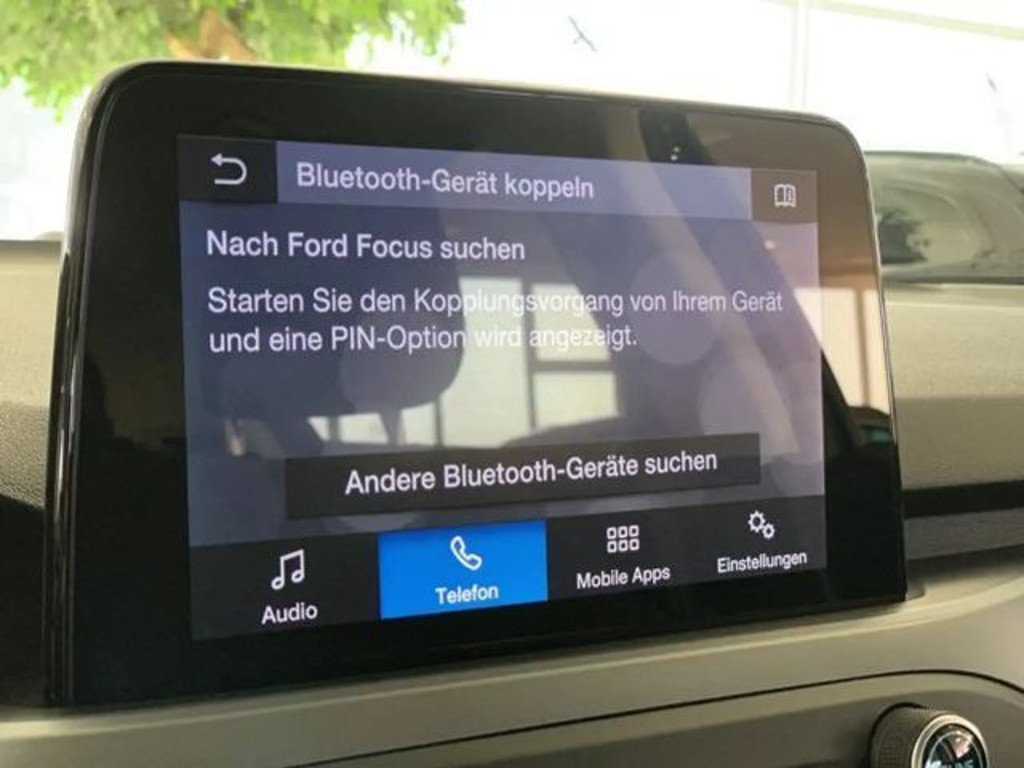 Bluetooth-Gerät koppeln
Nach Ford Focus suchen
Starten Sie den Kopplungsvorgang von Ihrem Gerät
und eine PIN-Option wird angezeigt.
Andere Bluetooth-Geräte suchen
Audio
Telefon
Mobile Apps
Einstellungen